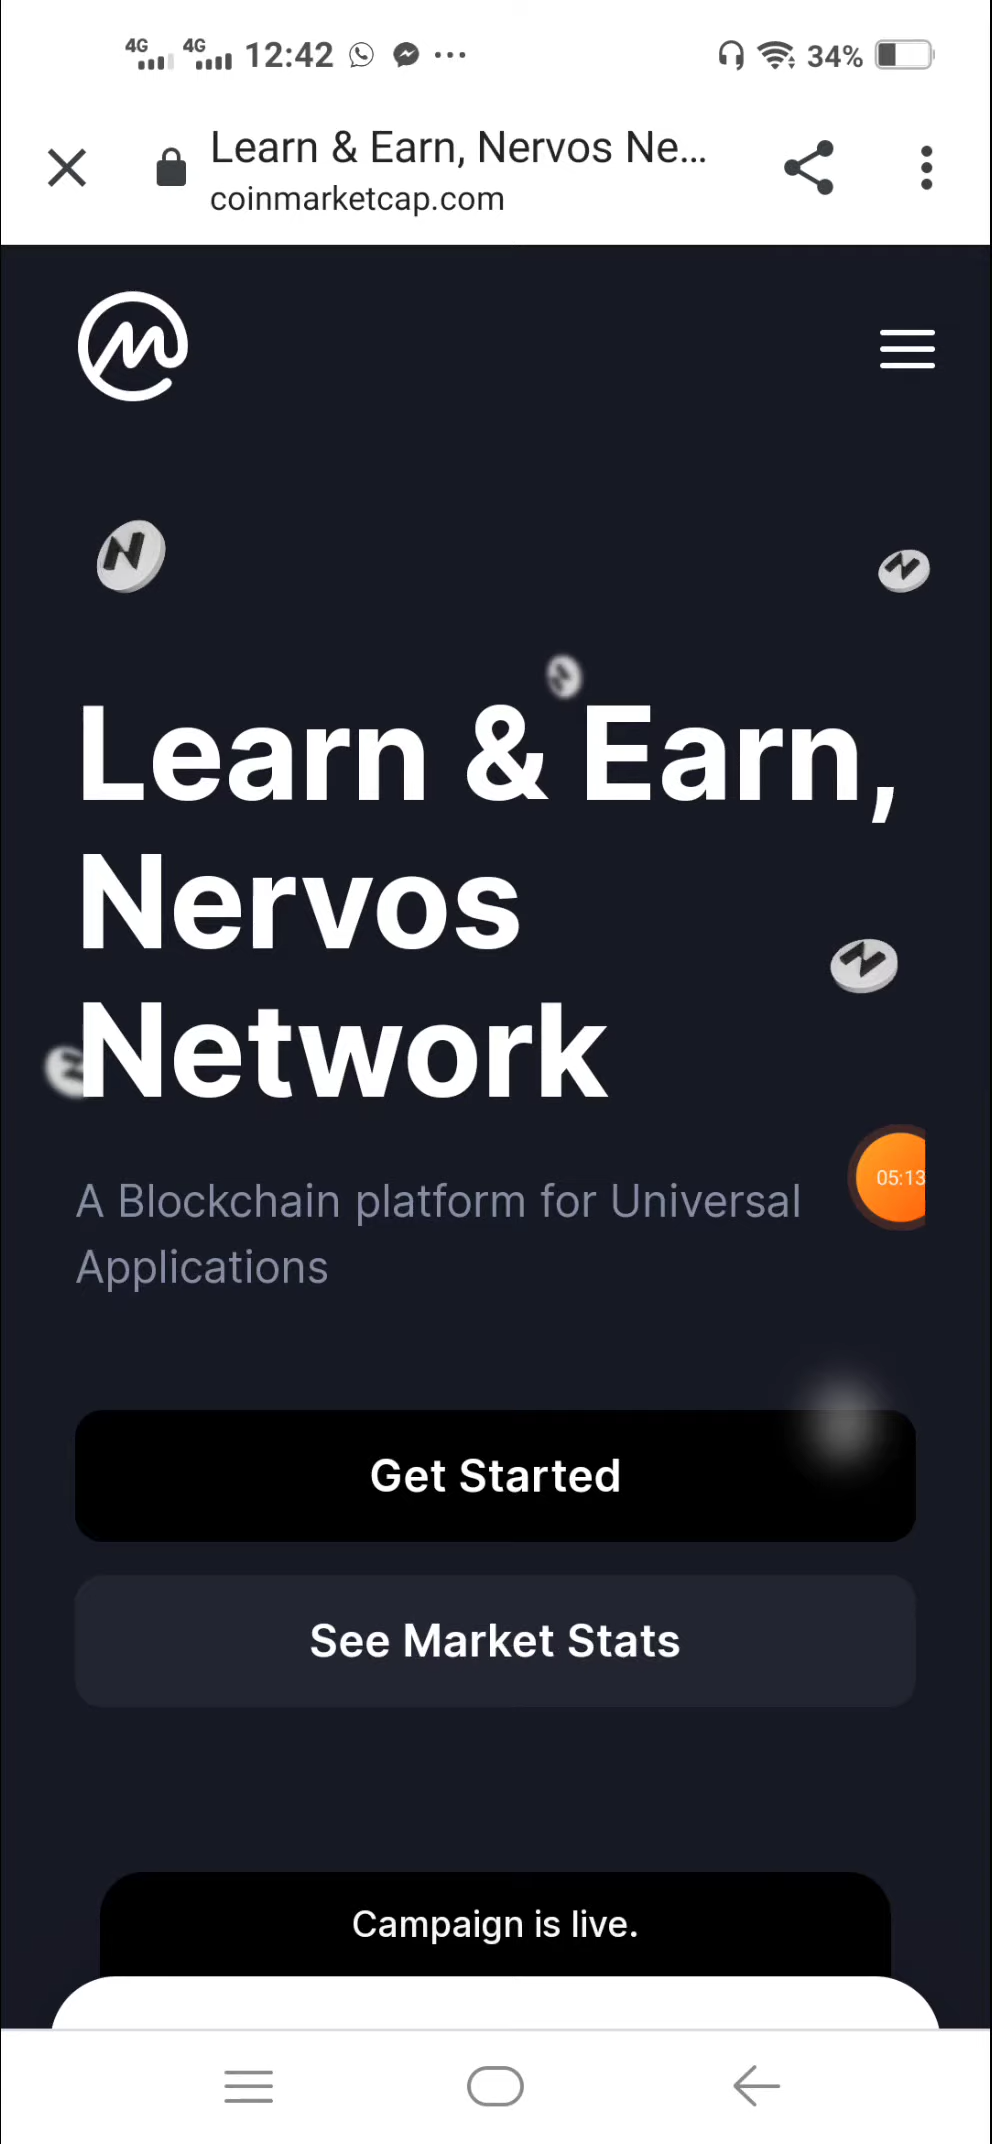 4G 4G 12:42 34%
Learn & Earn, Nervos Ne...
coinmarketcap.com
Learn & Earn,
Nervos
Network
A Blockchain platform for Universal
Applications
05:13
Get Started
See Market Stats
Campaign is live.